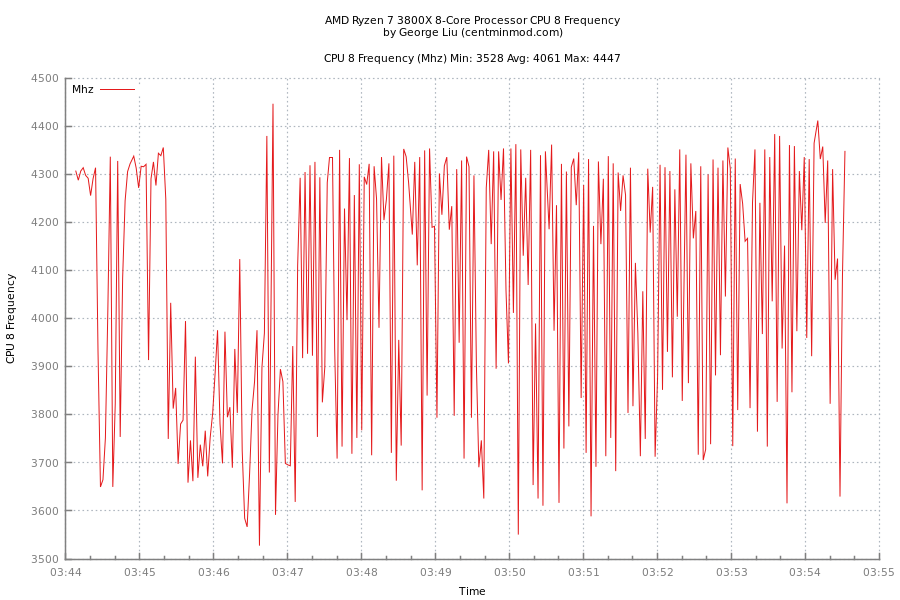 AMD Ryzen 7 3800X 8-Core Processor CPU 8 Frequency
by George Liu (centminmod.com)
CPU 8 Frequency (Mhz) Min: 3528 Avg: 4061 Max: 4447
Mhz
4500
4400
4300
4200
4100
4000
3900
3800
3700
3600
3500
CPU 8 Frequency
03:44 03:45 03:46 03:47 03:48 03:49 03:50 03:51 03:52 03:53 03:54 03:55
Time